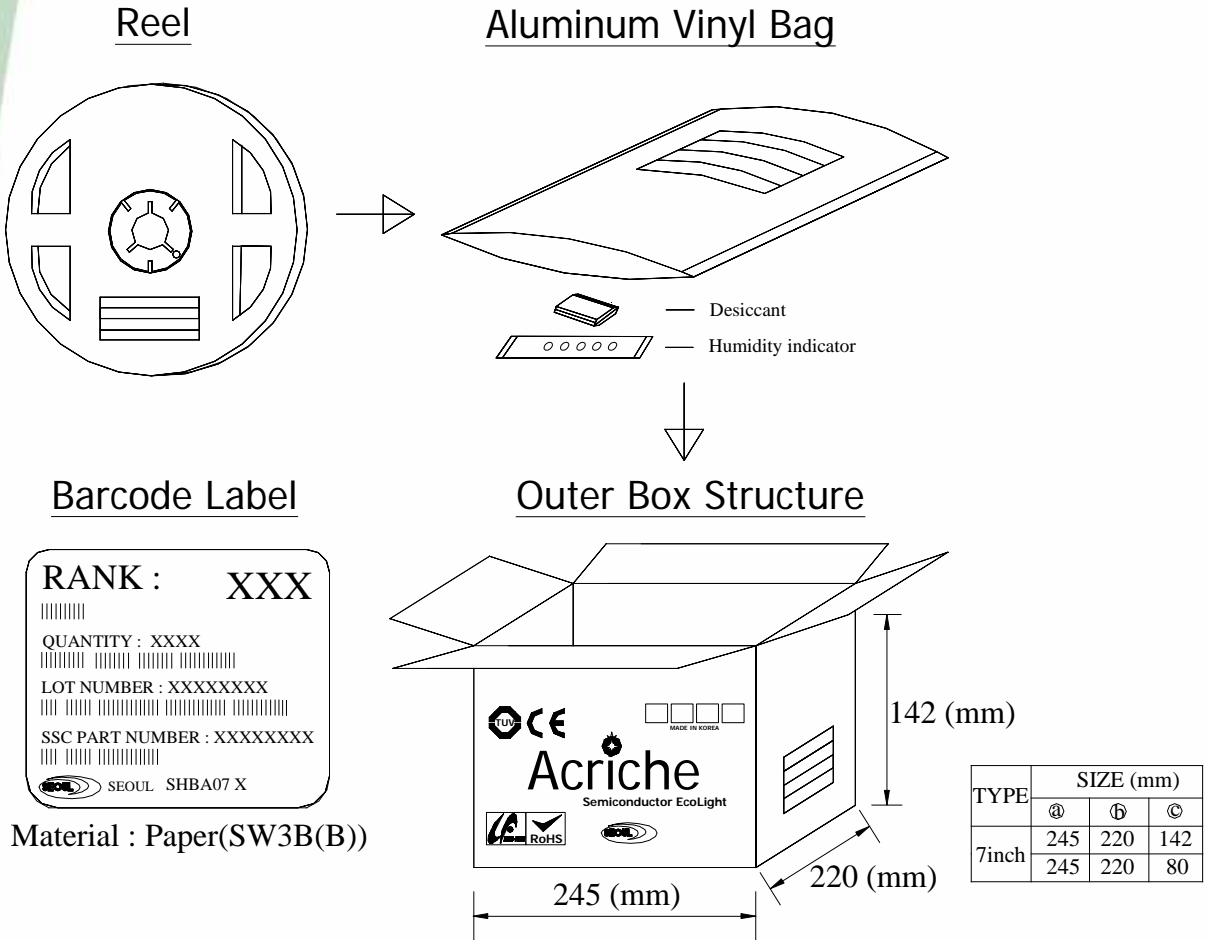 Reel
Aluminum Vinyl Bag
Desiccant
Humidity indicator
Barcode Label
RANK : XXX
QUANTITY : XXXX
LOT NUMBER : XXXXXXXX
SSC PART NUMBER : XXXXXXXX
SEOUL SEOUL SHBA07 X
Material : Paper(SW3B(B))
Outer Box Structure
TUV CE
MADE IN KOREA
Acriche
Semiconductor EcoLight
RoHS
SEOUL
142 (mm)
220 (mm)
245 (mm)
TYPE SIZE (mm)
ⓐ ⓑ ⓒ
7inch 245 220 142
245 220 80